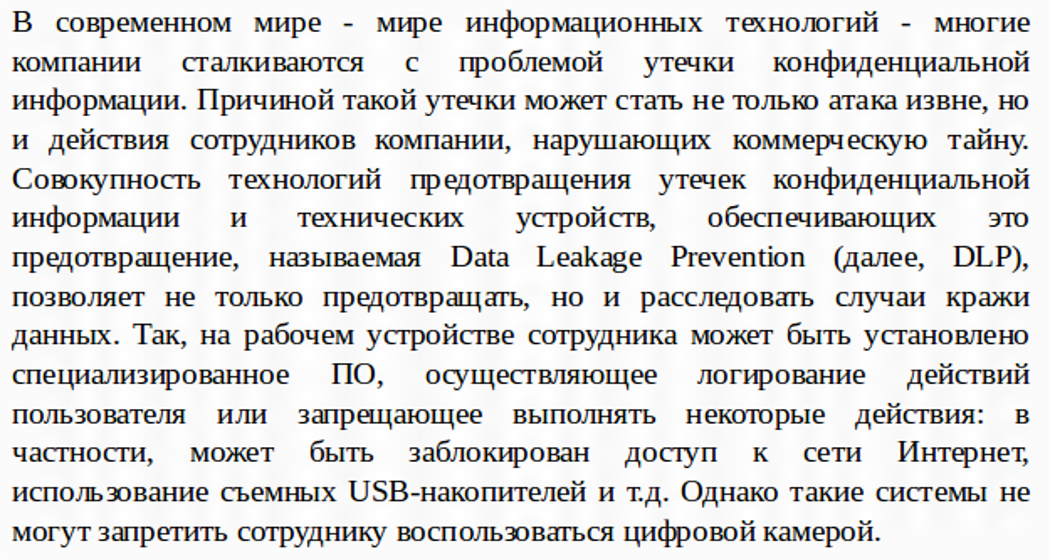 В современном мире - мире информационных технологий - многие
компании сталкиваются с проблемой утечки конфиденциальной
информации. Причиной такой утечки может стать не только атака извне, но
и действия сотрудников компании, нарушающих коммерческую тайну.
Совокупность технологий предотвращения утечек конфиденциальной
информации и технических устройств, обеспечивающих это
предотвращение, называемая Data Leakage Prevention (далее, DLP),
позволяет не только предотвращать, но и расследовать случаи кражи
данных. Так, на рабочем устройстве сотрудника может быть установлено
специализированное ПО, осуществляющее логирование действий
пользователя или запрещающее выполнять некоторые действия: в
частности, может быть заблокирован доступ к сети Интернет,
использование съемных USB-накопителей и т.д. Однако такие системы не
могут запретить сотруднику воспользоваться цифровой камерой.